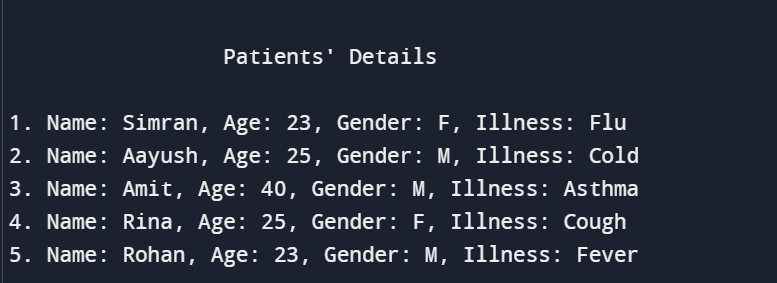 Patients' Details
1. Name: Simran, Age: 23, Gender: F, Illness: Flu
2. Name: Aayush, Age: 25, Gender: M, Illness: Cold
3. Name: Amit, Age: 40, Gender: M, Illness: Asthma
4. Name: Rina, Age: 25, Gender: F, Illness: Cough
5. Name: Rohan, Age: 23, Gender: M, Illness: Fever